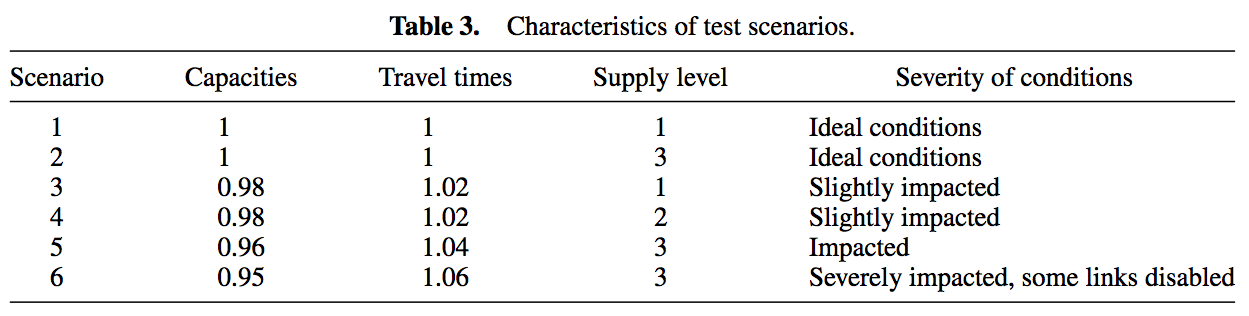 Table 3. Characteristics of test scenarios.
Scenario Capacities Travel times Supply level Severity of conditions
1 1 1 1 Ideal conditions
2 1 1 3 Ideal conditions
3 0.98 1.02 1 Slightly impacted
4 0.98 1.02 2 Slightly impacted
5 0.96 1.04 3 Impacted
6 0.95 1.06 3 Severely impacted, some links disabled